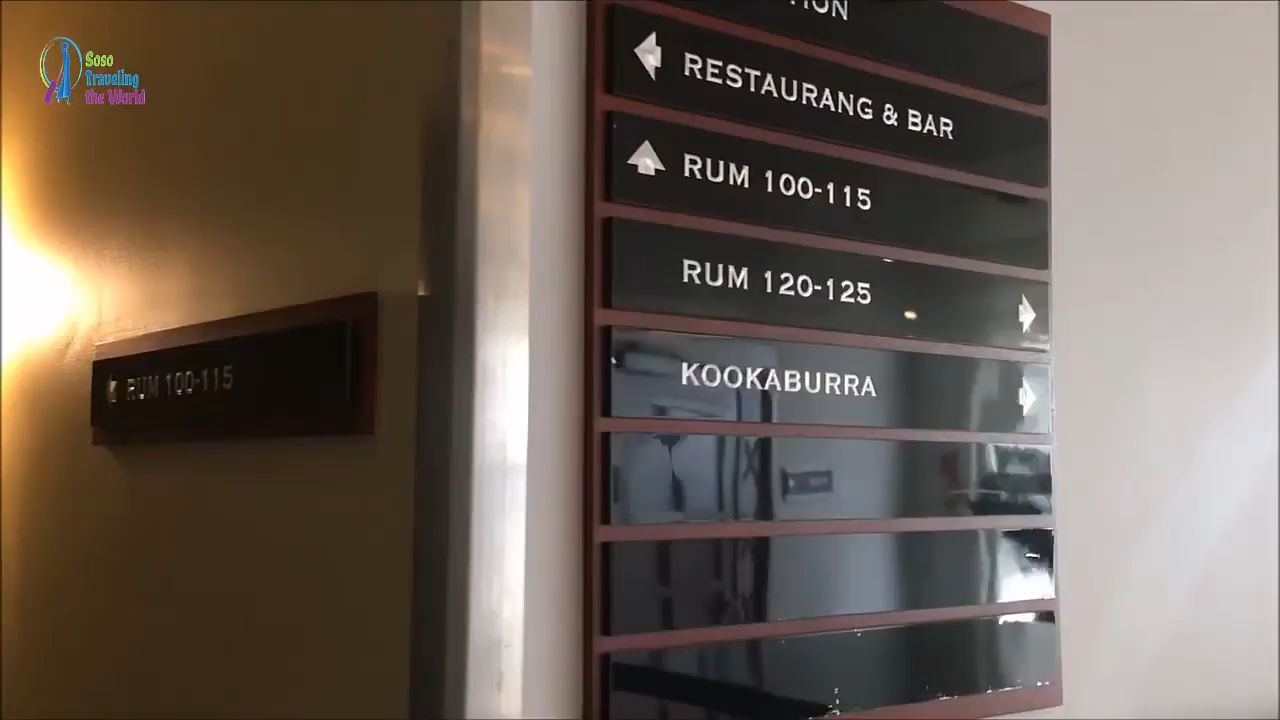 Soso
Traveling
the World
RESTAURANG & BAR
RUM 100-115
RUM 120-125
KOOKABURRA
RUM 100-115